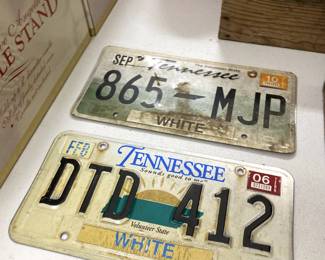 LE STAND
SEP
Tennessee
10
865 MJP
WHITE
FEB
TENNESSEE
Sounds good to me
06
DTD 412
Volunteer State
WHITE